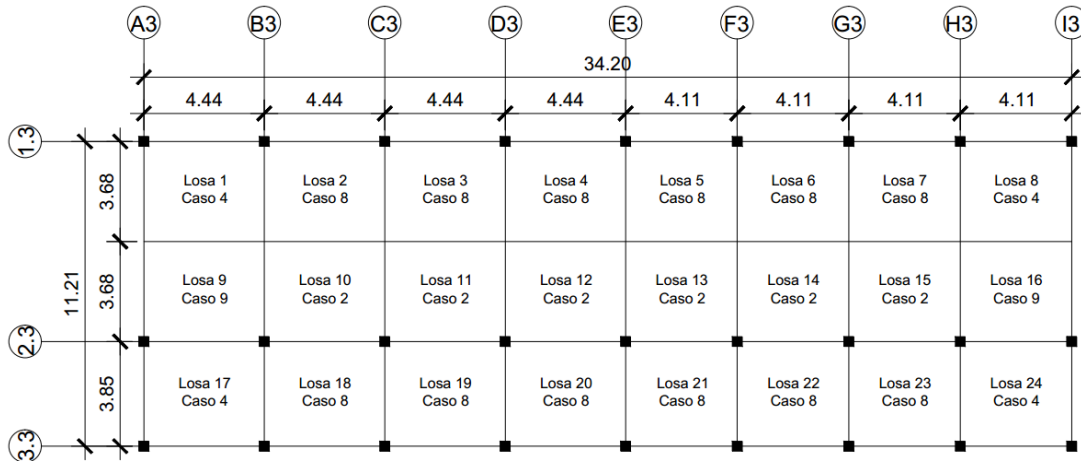 A3 B3 C3 D3 E3 F3 G3 H3 I3
34.20
4.44 4.44 4.44 4.44 4.11 4.11 4.11 4.11
1.3
3.68
Losa 1 Losa 2 Losa 3 Losa 4 Losa 5 Losa 6 Losa 7 Losa 8
Caso 4 Caso 8 Caso 8 Caso 8 Caso 8 Caso 8 Caso 8 Caso 4
11.21
3.68
Losa 9 Losa 10 Losa 11 Losa 12 Losa 13 Losa 14 Losa 15 Losa 16
Caso 9 Caso 2 Caso 2 Caso 2 Caso 2 Caso 2 Caso 2 Caso 9
2.3
3.85
Losa 17 Losa 18 Losa 19 Losa 20 Losa 21 Losa 22 Losa 23 Losa 24
Caso 4 Caso 8 Caso 8 Caso 8 Caso 8 Caso 8 Caso 8 Caso 4
3.3